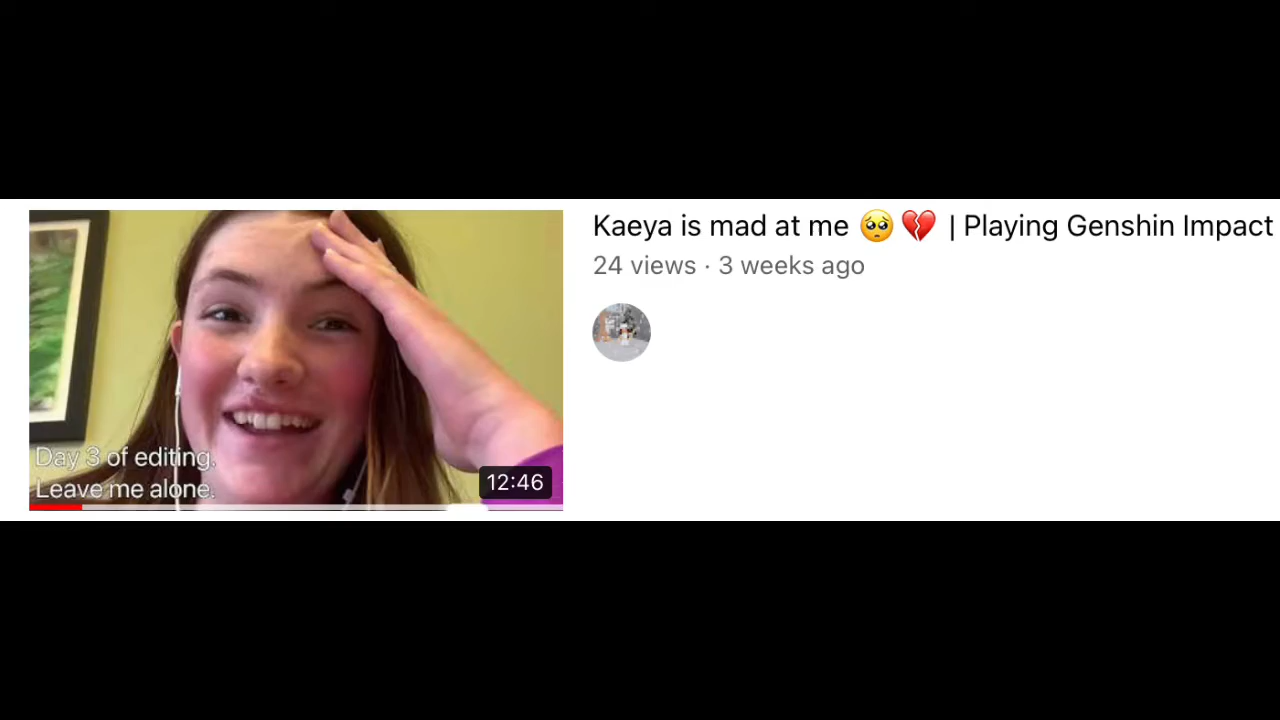 Kaeya is mad at me 🥺💔 | Playing Genshin Impact
24 views · 3 weeks ago
Day 3 of editing.
Leave me alone.
12:46